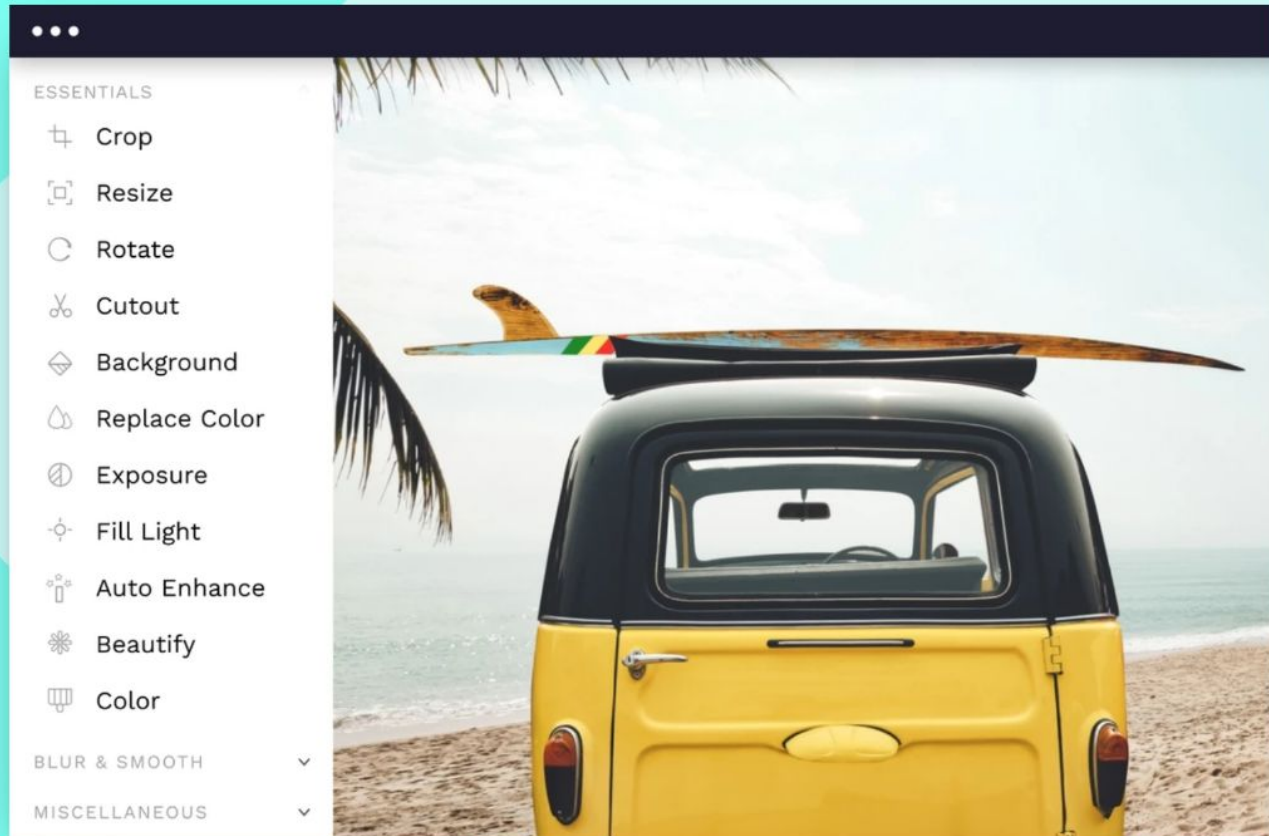 ESSENTIALS
Crop
Resize
Rotate
Cutout
Background
Replace Color
Exposure
Fill Light
Auto Enhance
Beautify
Color
BLUR & SMOOTH
MISCELLANEOUS